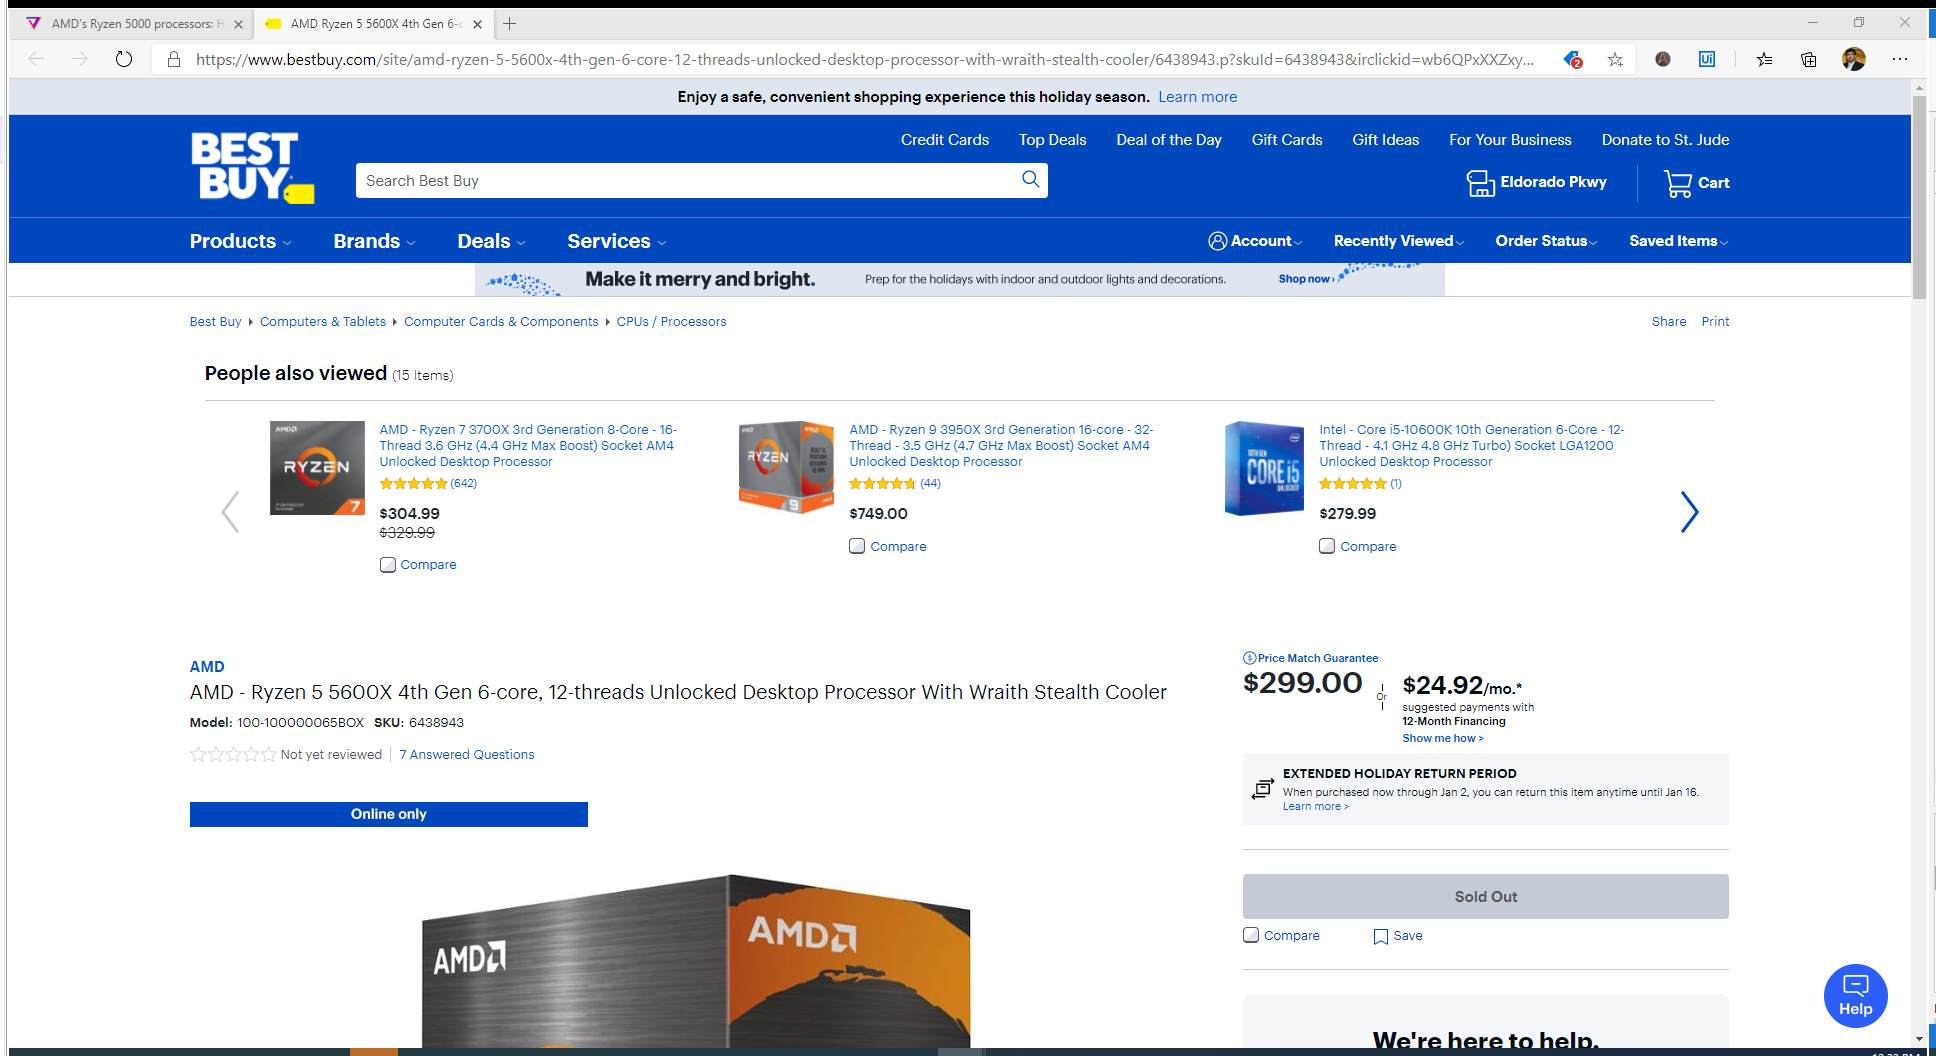 AMD's Ryzen 5000 processors: H
AMD Ryzen 5 5600X 4th Gen 6-c
https://www.bestbuy.com/site/amd-ryzen-5-5600x-4th-gen-6-core-12-threads-unlocked-desktop-processor-with-wraith-stealth-cooler/6438943.p?skuId=6438943&irclickid=wb6QPxXXZxy...
2
Ui
Enjoy a safe, convenient shopping experience this holiday season. Learn more
BEST BUY
Credit Cards Top Deals Deal of the Day Gift Cards Gift Ideas For Your Business Donate to St. Jude
Search Best Buy
Eldorado Pkwy
Cart
Products Brands Deals Services
Account Recently Viewed Order Status Saved Items
Make it merry and bright. Prep for the holidays with indoor and outdoor lights and decorations. Shop now ›
Best Buy Computers & Tablets Computer Cards & Components CPUs / Processors
Share Print
People also viewed (15 Items)
AMD
RYZEN
7
AMD - Ryzen 7 3700X 3rd Generation 8-Core - 16-
Thread 3.6 GHz (4.4 GHz Max Boost) Socket AM4
Unlocked Desktop Processor
(642)
$304.99
$329.99
Compare
RYZEN
9
AMD - Ryzen 9 3950X 3rd Generation 16-core - 32-
Thread - 3.5 GHz (4.7 GHz Max Boost) Socket AM4
Unlocked Desktop Processor
(44)
$749.00
Compare
10TH GEN
CORE i5
UNLOCKED
Intel - Core i5-10600K 10th Generation 6-Core - 12-
Thread - 4.1 GHz 4.8 GHz Turbo) Socket LGA1200
Unlocked Desktop Processor
(1)
$279.99
Compare
AMD
AMD - Ryzen 5 5600X 4th Gen 6-core, 12-threads Unlocked Desktop Processor With Wraith Stealth Cooler
Model: 100-100000065BOX SKU: 6438943
Not yet reviewed 7 Answered Questions
Online only
AMD
AMD
Price Match Guarantee
$299.00
Or
$24.92/mo.*
suggested payments with
12-Month Financing
Show me how >
EXTENDED HOLIDAY RETURN PERIOD
When purchased now through Jan 2, you can return this item anytime until Jan 16.
Learn more >
Sold Out
Compare
Save
We're here to help.
Help